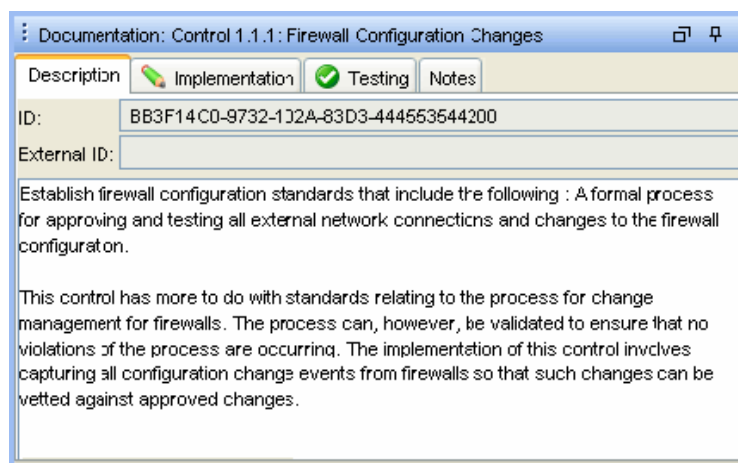 Documentation: Control 1.1.1: Firewall Configuration Changes
Description Implementation Testing Notes
ID: BB3F14C0-9732-102A-83D3-444553544200
External ID:
Establish firewall configuration standards that include the following : A formal process
for approving and testing all external network connections and changes to the firewall
configuration.
This control has more to do with standards relating to the process for change
management for firewalls. The process can, however, be validated to ensure that no
violations of the process are occurring. The implementation of this control involves
capturing all configuration change events from firewalls so that such changes can be
vetted against approved changes.